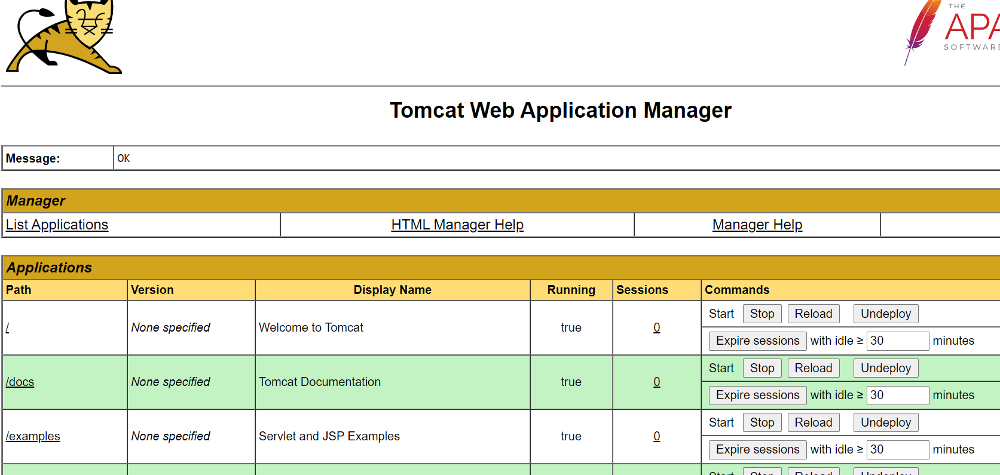 THE
APA
SOFTWARE
Tomcat Web Application Manager
Message: OK
Manager
List Applications HTML Manager Help Manager Help
Applications
Path Version Display Name Running Sessions Commands
Start Stop Reload Undeploy
/ None specified Welcome to Tomcat true 0
Expire sessions with idle ≥ 30 minutes
Start Stop Reload Undeploy
/docs None specified Tomcat Documentation true 0
Expire sessions with idle ≥ 30 minutes
Start Stop Reload Undeploy
/examples None specified Servlet and JSP Examples true 0
Expire sessions with idle ≥ 30 minutes
Start Stop Reload Undeploy